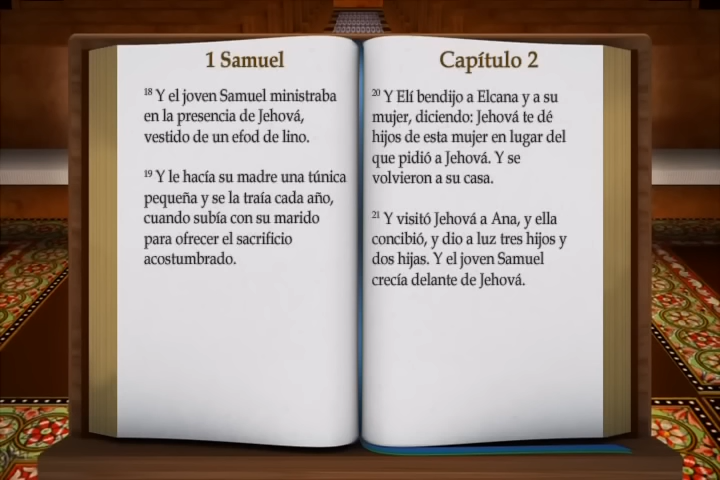 1 Samuel
18 Y el joven Samuel ministraba
en la presencia de Jehová,
vestido de un efod de lino.
19 Y le hacía su madre una túnica
pequeña y se la traía cada año,
cuando subía con su marido
para ofrecer el sacrificio
acostumbrado.
Capítulo 2
20 Y Elí bendijo a Elcana y a su
mujer, diciendo: Jehová te dé
hijos de esta mujer en lugar del
que pidió a Jehová. Y se
volvieron a su casa.
21 Y visitó Jehová a Ana, y ella
concibió, y dio a luz tres hijos y
dos hijas. Y el joven Samuel
crecía delante de Jehová.